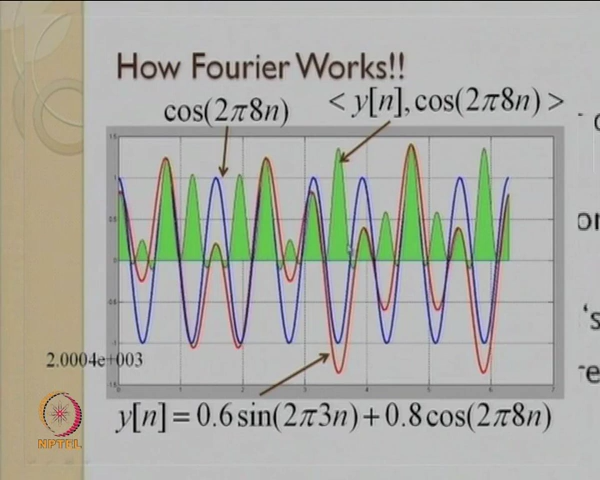 How Fourier Works!!
cos(2π8n)
< y[n], cos(2π8n) >
2.0004e+003
y[n] = 0.6 sin(2π3n) + 0.8 cos(2π8n)
NPTEL